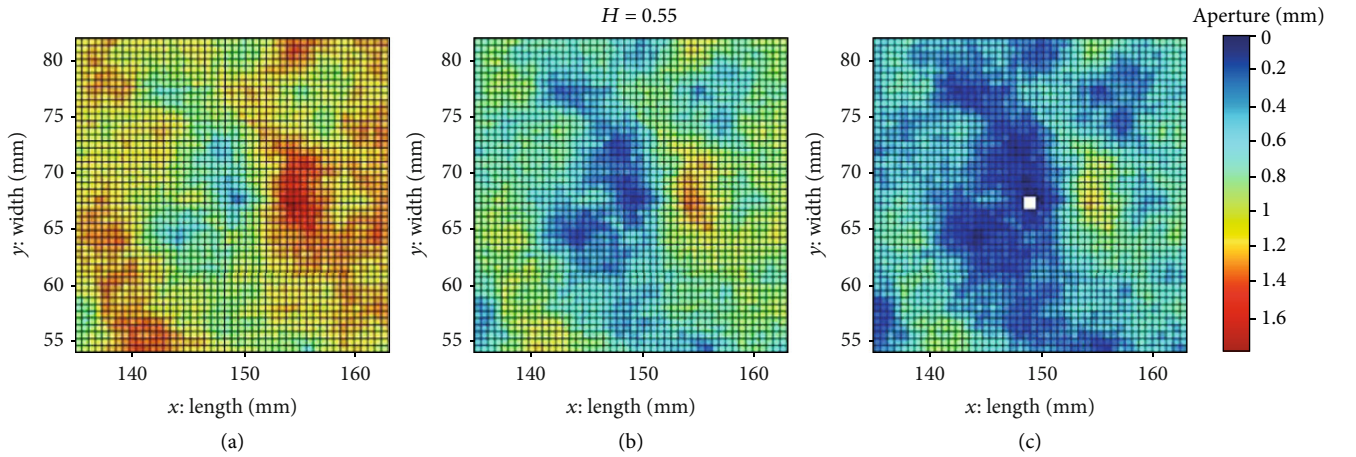 H = 0.55
Aperture (mm)
80
75
70
65
60
55
y: width (mm)
140 150 160
x: length (mm)
(a)
80
75
70
65
60
55
y: width (mm)
140 150 160
x: length (mm)
(b)
80
75
70
65
60
55
y: width (mm)
140 150 160
x: length (mm)
(c)
0
0.2
0.4
0.6
0.8
1
1.2
1.4
1.6